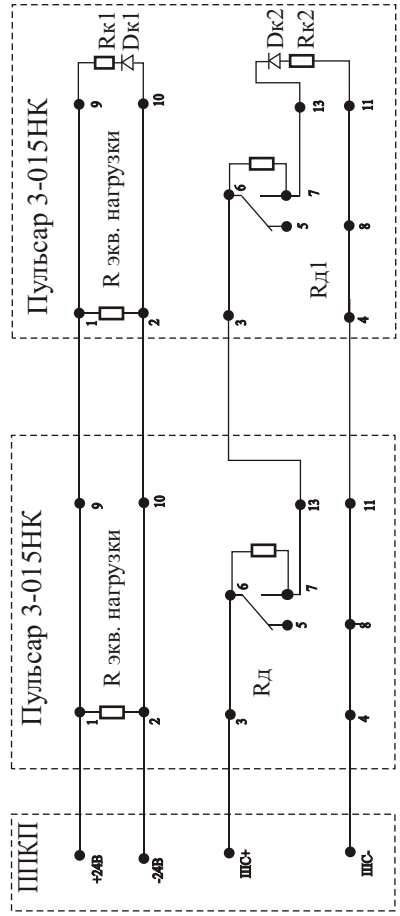 ППКП
+24В
-24В
ШС+
ШС-
Пульсар 3-015НК
1
2
R экв. нагрузки
9
10
3
Rд
5
6
7
13
4
8
11
Пульсар 3-015НК
1
2
R экв. нагрузки
9
10
Rк1
Dк1
3
6
5
7
13
Dк2
Rк2
Rд1
4
8
11